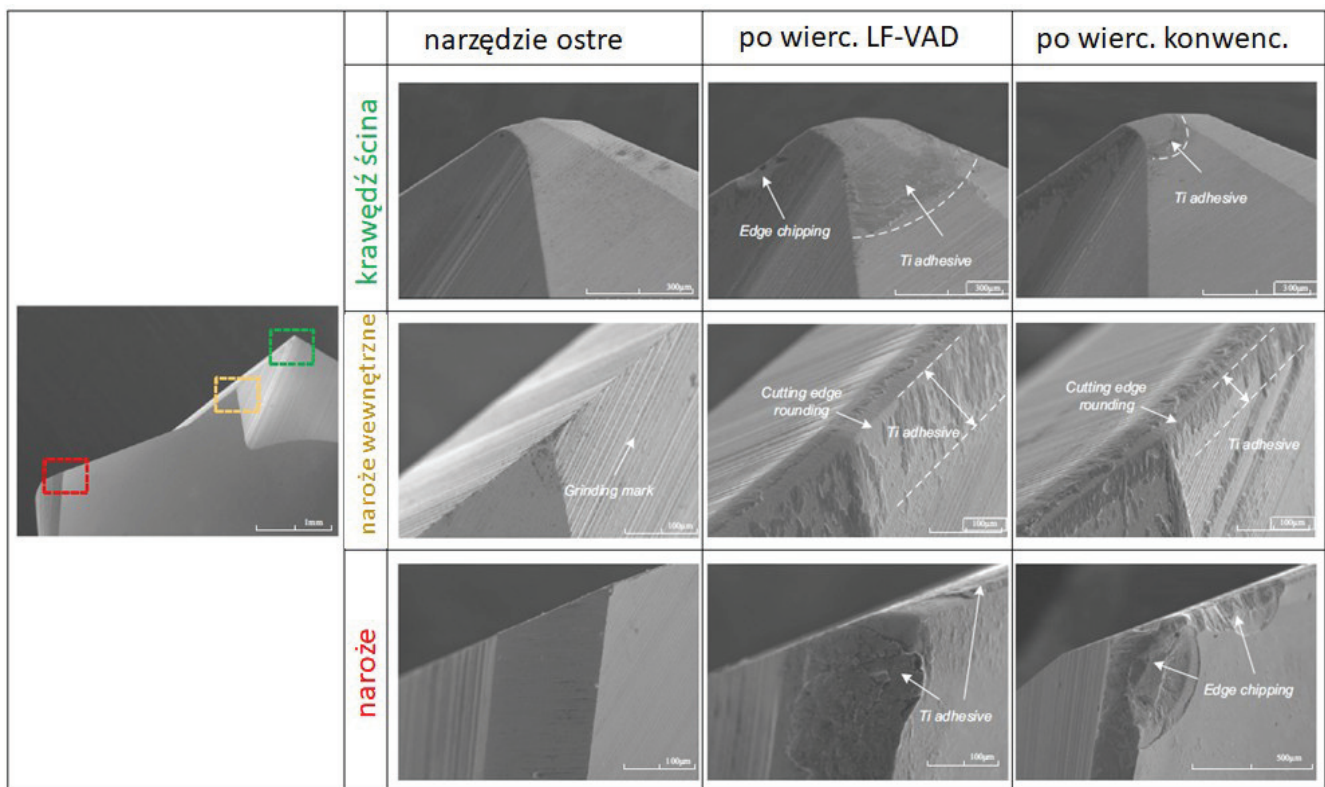 narzędzie ostre
po wierc. LF-VAD
po wierc. konwenc.
krawędź ścina
300µm
Edge chipping
Ti adhesive
300µm
Ti adhesive
300µm
1mm
naroże wewnętrzne
Grinding mark
100µm
Cutting edge
rounding
Ti adhesive
100µm
Cutting edge
rounding
Ti adhesive
100µm
naroże
100µm
Ti adhesive
100µm
Edge chipping
500µm